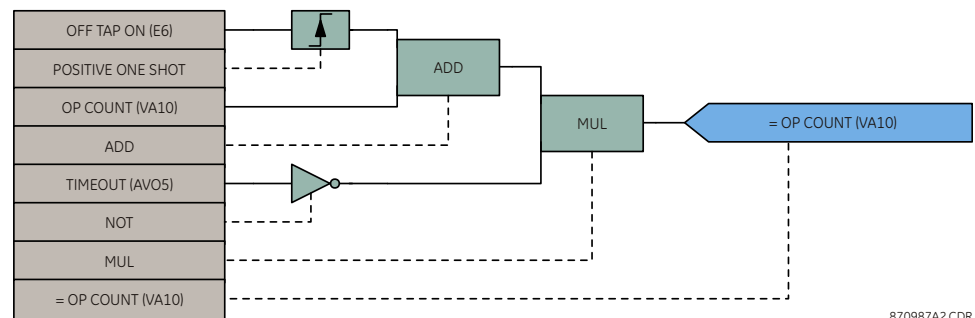 OFF TAP ON (E6)
POSITIVE ONE SHOT
OP COUNT (VA10)
ADD
TIMEOUT (AVO5)
NOT
MUL
= OP COUNT (VA10)
ADD
MUL
= OP COUNT (VA10)
870987A2.CDR